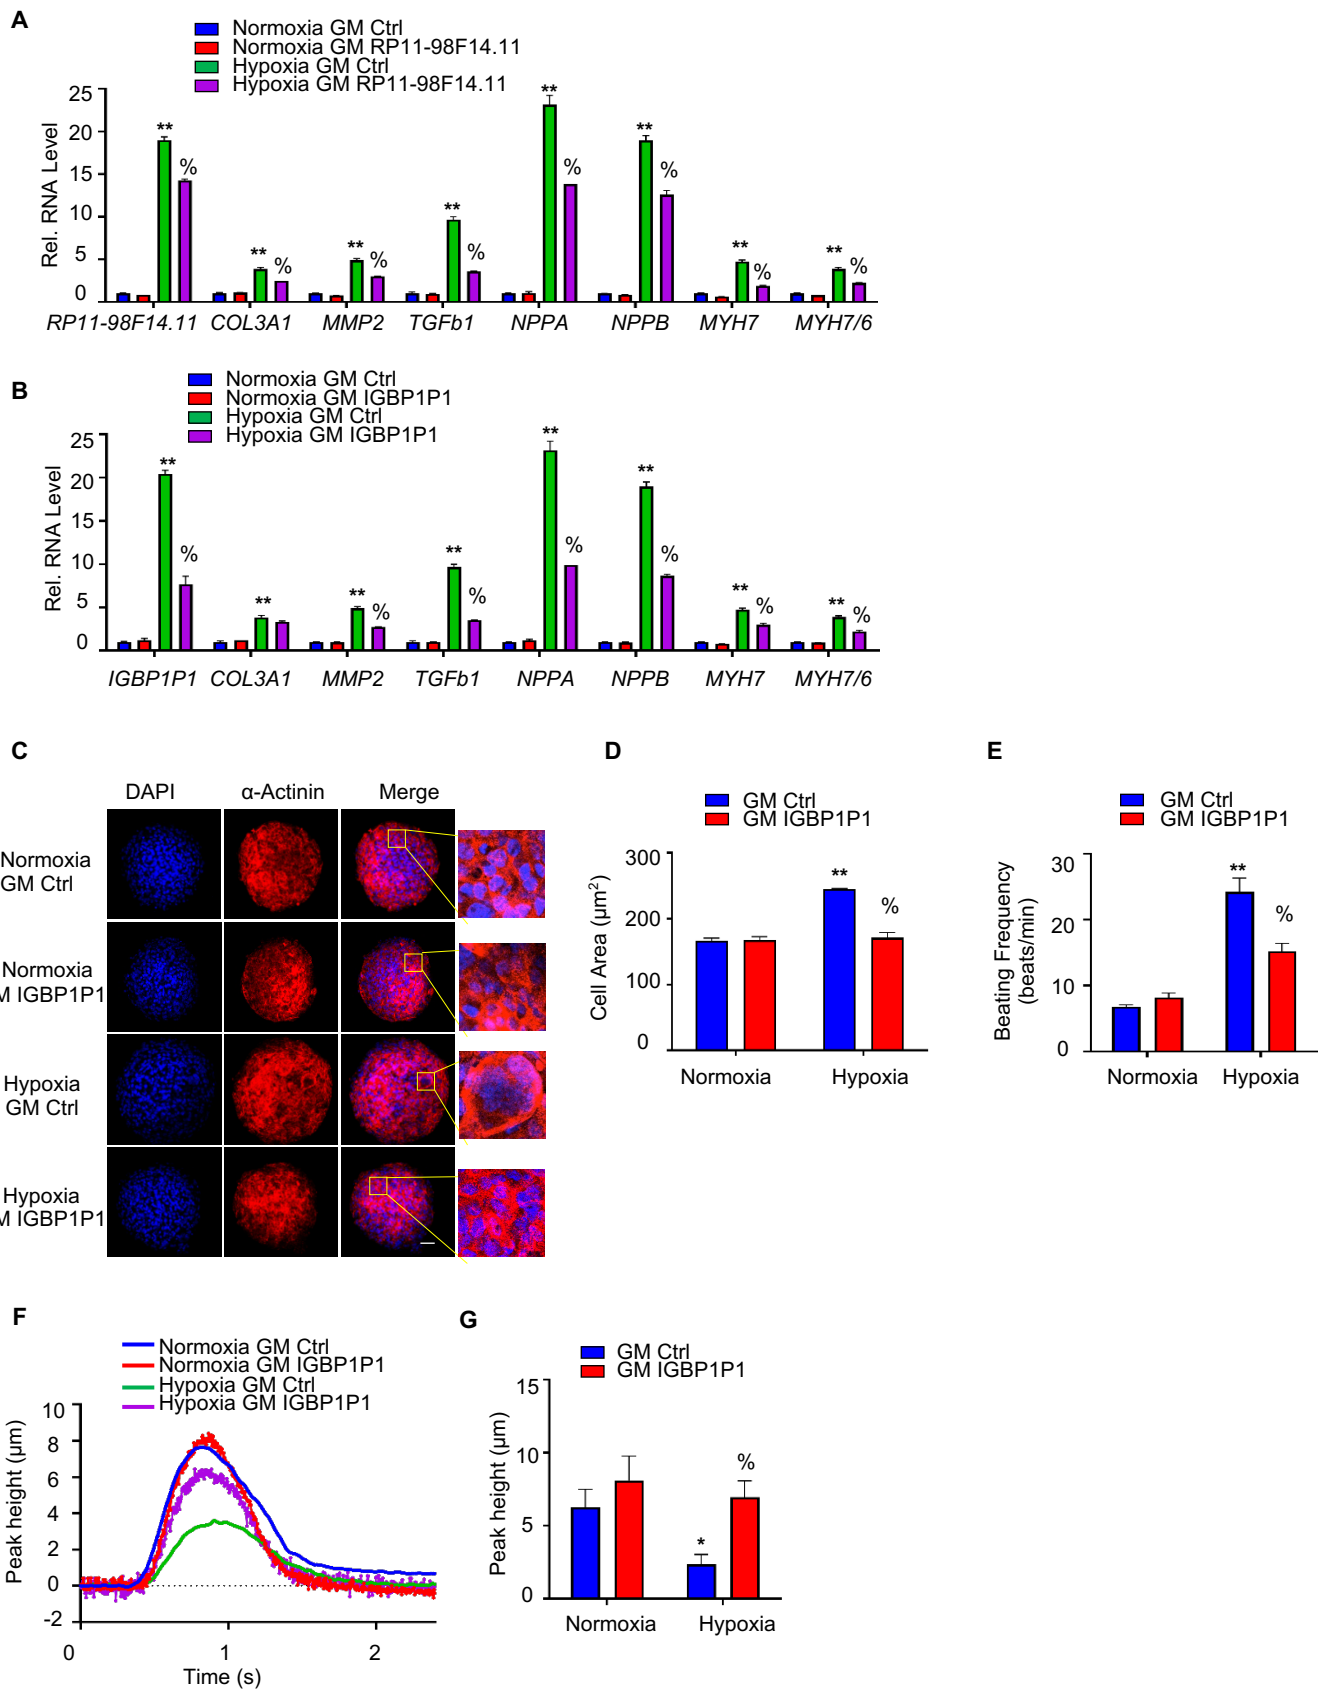 A
Normoxia GM Ctrl
Normoxia GM RP11-98F14.11
Hypoxia GM Ctrl
Hypoxia GM RP11-98F14.11
Rel. RNA Level
25
20
15
10
5
0
** % ** % ** % ** % ** % ** % ** % ** %
RP11-98F14.11 COL3A1 MMP2 TGFb1 NPPA NPPB MYH7 MYH7/6
B
Normoxia GM Ctrl
Normoxia GM IGBP1P1
Hypoxia GM Ctrl
Hypoxia GM IGBP1P1
Rel. RNA Level
25
20
15
10
5
0
** % ** ** % ** % ** % ** % ** % ** %
IGBP1P1 COL3A1 MMP2 TGFb1 NPPA NPPB MYH7 MYH7/6
C
DAPI α-Actinin Merge
Normoxia
GM Ctrl
Normoxia
M IGBP1P1
Hypoxia
GM Ctrl
Hypoxia
M IGBP1P1
D
GM Ctrl
GM IGBP1P1
Cell Area (µm²)
300
200
100
0
** %
Normoxia Hypoxia
E
GM Ctrl
GM IGBP1P1
Beating Frequency
(beats/min)
30
20
10
0
** %
Normoxia Hypoxia
F
Normoxia GM Ctrl
Normoxia GM IGBP1P1
Hypoxia GM Ctrl
Hypoxia GM IGBP1P1
Peak height (µm)
10
8
6
4
2
0
-2
0 1 2
Time (s)
G
GM Ctrl
GM IGBP1P1
Peak height (µm)
15
10
5
0
* %
Normoxia Hypoxia